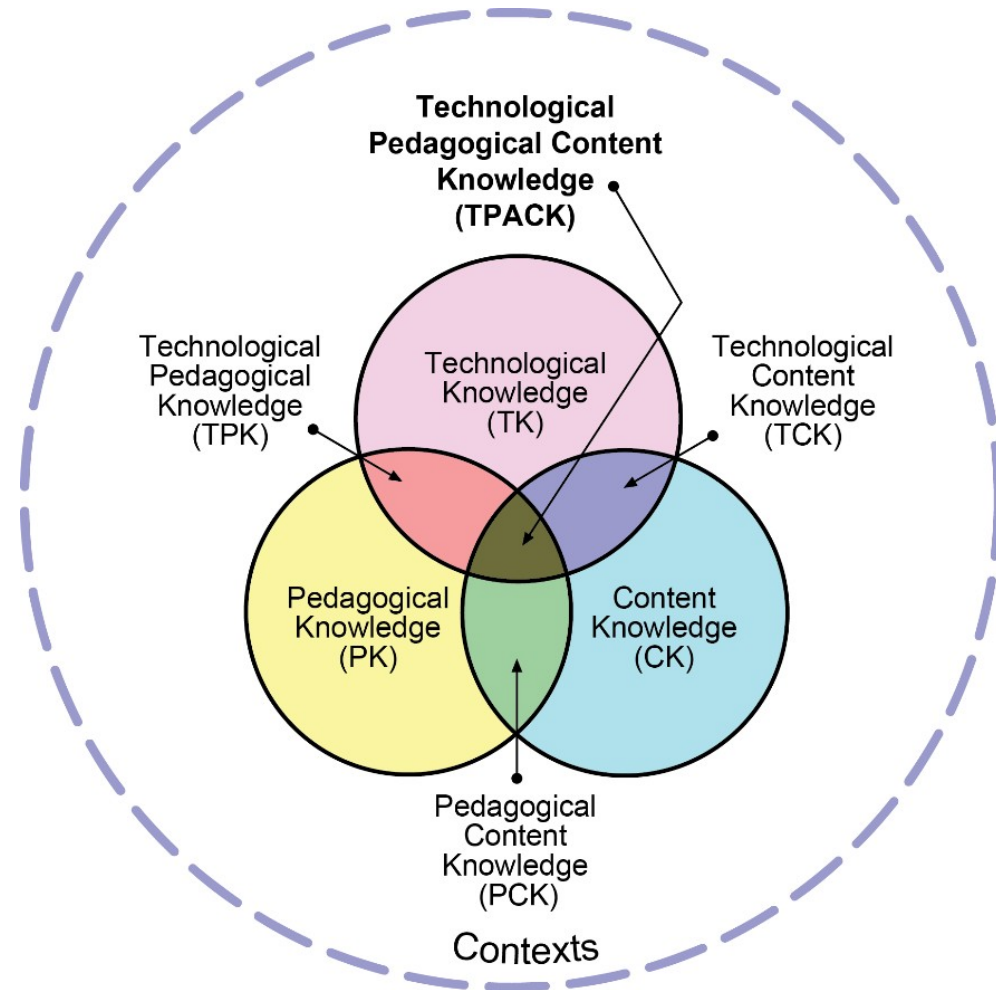 Technological
Pedagogical Content
Knowledge
(TPACK)
Technological
Pedagogical
Knowledge
(TPK)
Technological
Knowledge
(TK)
Technological
Content
Knowledge
(TCK)
Pedagogical
Knowledge
(PK)
Content
Knowledge
(CK)
Pedagogical
Content
Knowledge
(PCK)
Contexts